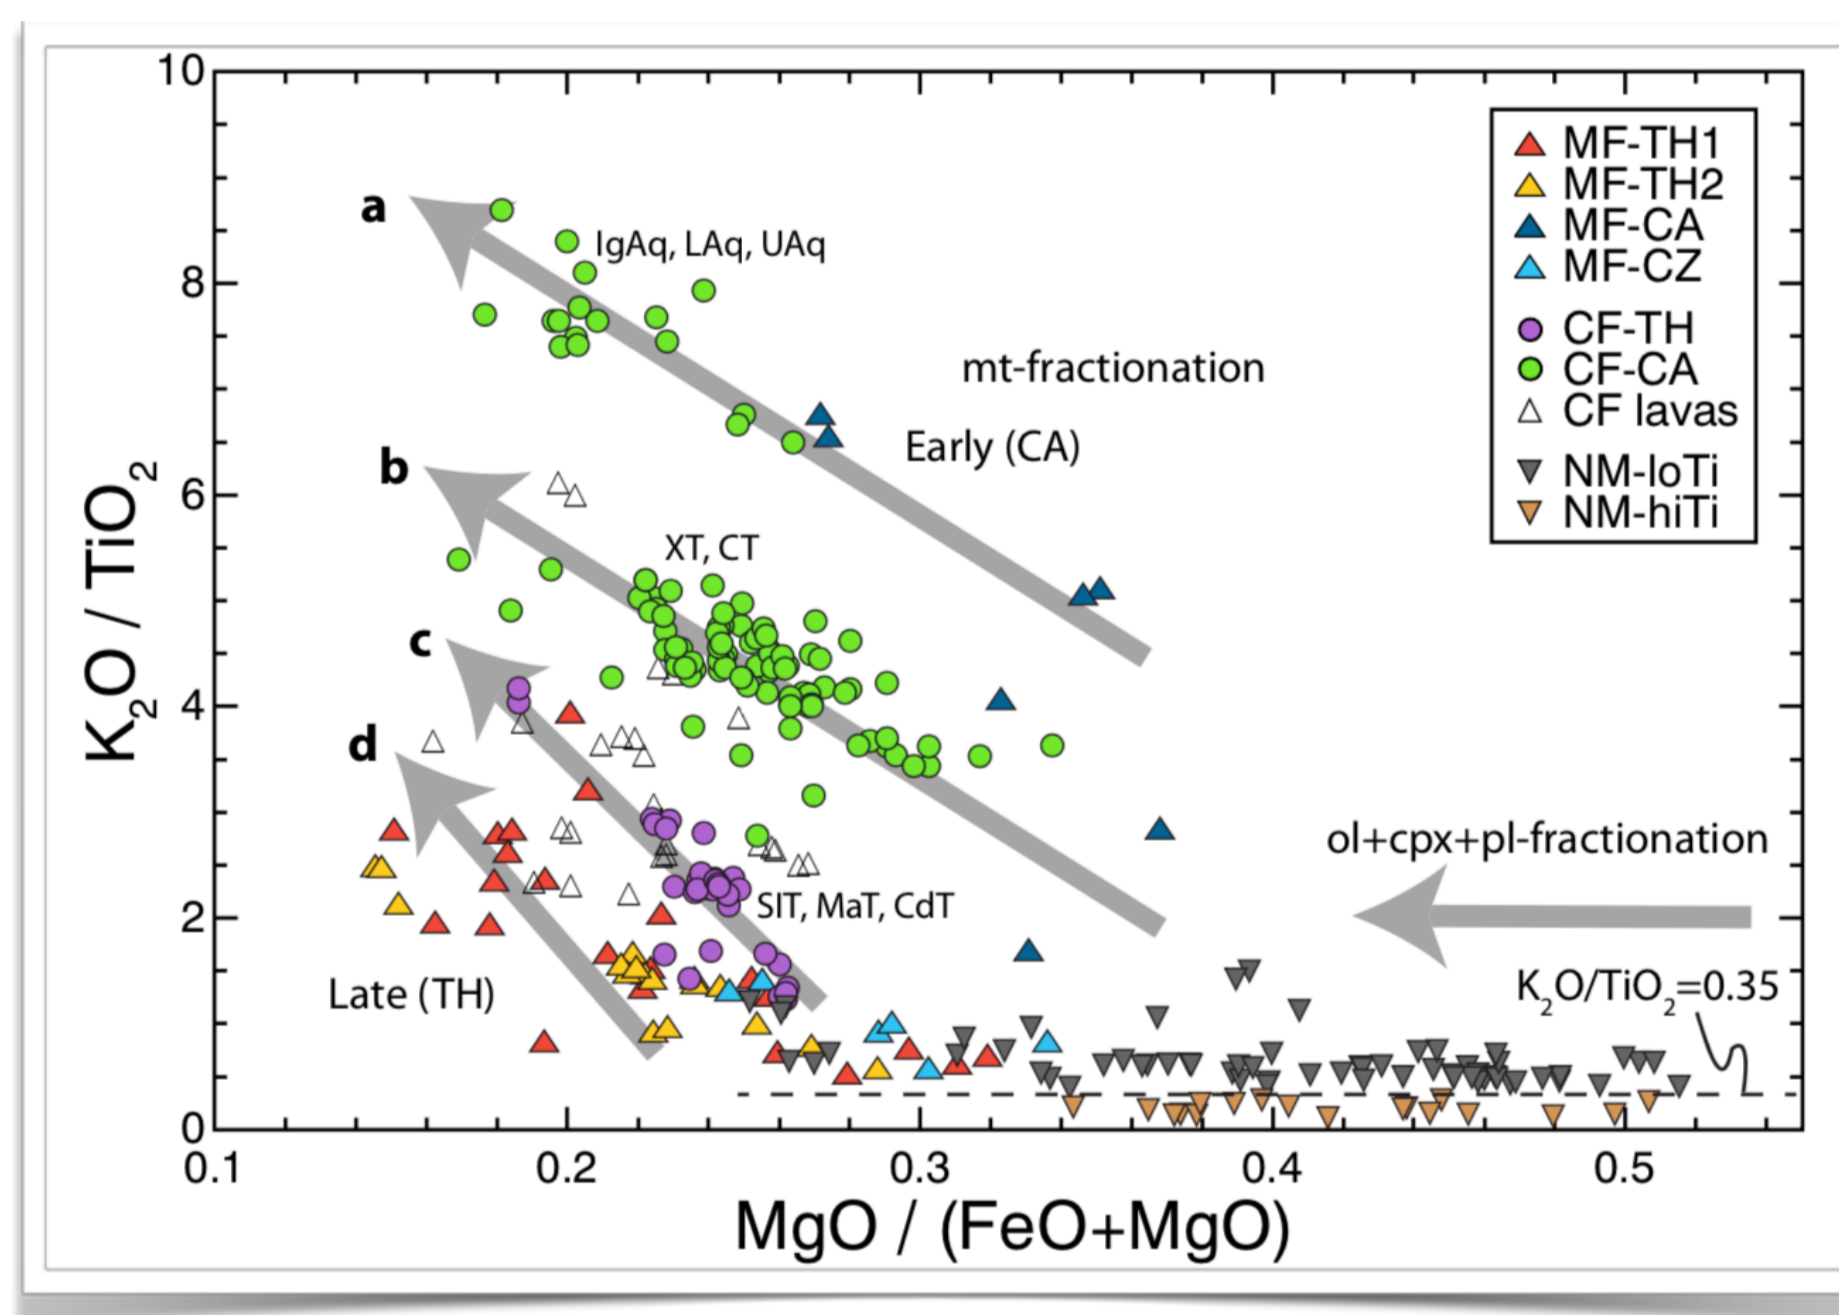 10
8
6
4
2
0
0.1
0.2
0.3
0.4
0.5
K₂O / TiO₂
MgO / (FeO+MgO)
a
IgAq, LAq, UAq
mt-fractionation
Early (CA)
b
XT, CT
c
d
SIT, MaT, CdT
Late (TH)
ol+cpx+pl-fractionation
K₂O/TiO₂=0.35
MF-TH1
MF-TH2
MF-CA
MF-CZ
CF-TH
CF-CA
CF lavas
NM-loTi
NM-hiTi